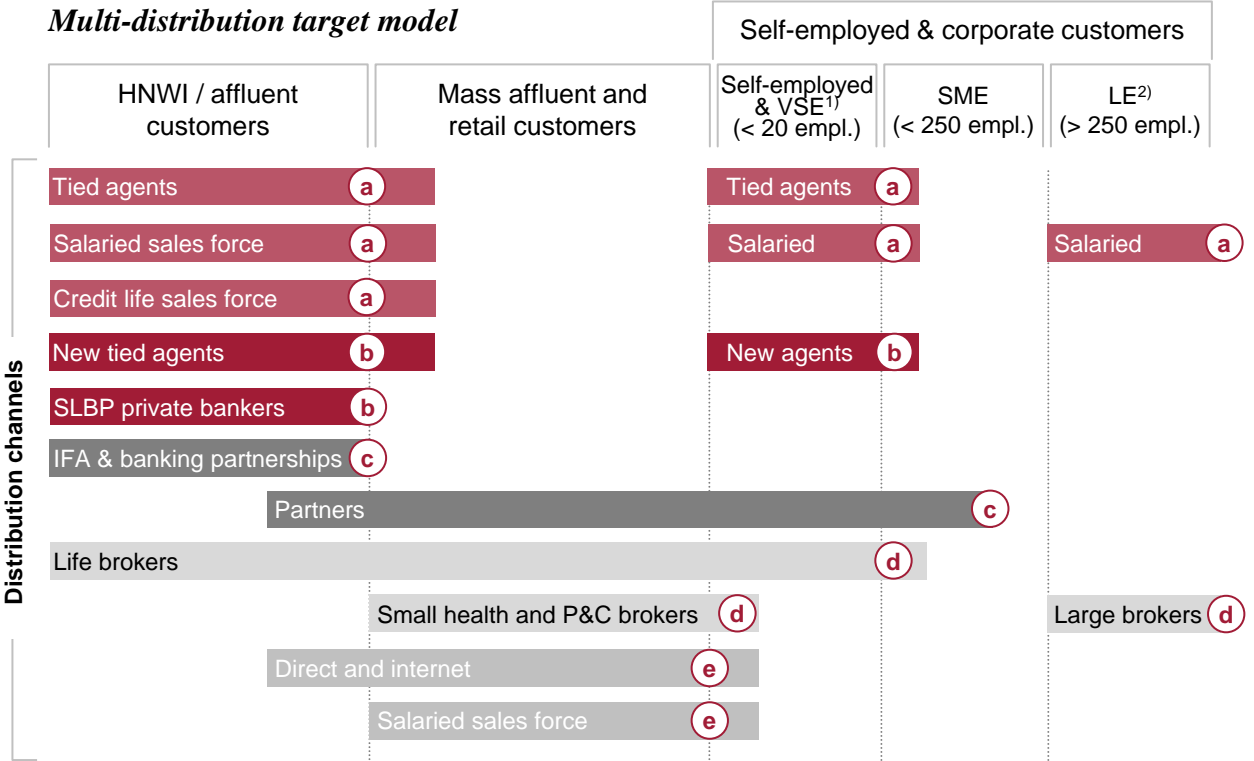 Multi-distribution target model
Self-employed & corporate customers
HNWI / affluent
customers
Mass affluent and
retail customers
Self-employed
& VSE1)
(< 20 empl.)
SME
(< 250 empl.)
LE2)
(> 250 empl.)
Distribution channels
Tied agents a Tied agents a
Salaried sales force a Salaried a Salaried a
Credit life sales force a
New tied agents b New agents b
SLBP private bankers b
IFA & banking partnerships c
Partners c
Life brokers d
Small health and P&C brokers d Large brokers d
Direct and internet e
Salaried sales force e